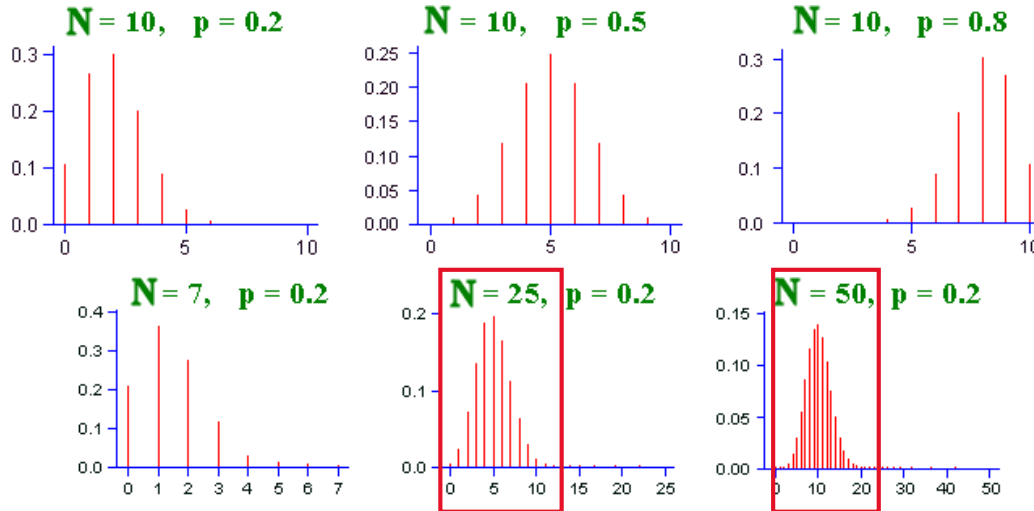 N = 10, p = 0.2
0.3
0.2
0.1
0.0
0 5 10
N = 10, p = 0.5
0.25
0.20
0.15
0.10
0.05
0.00
0 5 10
N = 10, p = 0.8
0.3
0.2
0.1
0.0
0 5 10
N = 7, p = 0.2
0.4
0.3
0.2
0.1
0.0
0 1 2 3 4 5 6 7
N = 25, p = 0.2
0.2
0.1
0.0
0 5 10 15 20 25
N = 50, p = 0.2
0.15
0.10
0.05
0.00
0 10 20 30 40 50